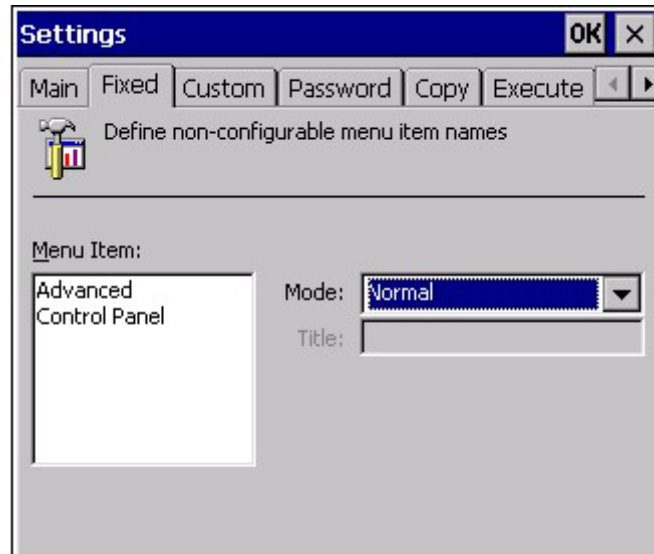 Settings OK ×
Main Fixed Custom Password Copy Execute
Define non-configurable menu item names
Menu Item:
Advanced
Control Panel
Mode: Normal
Title: